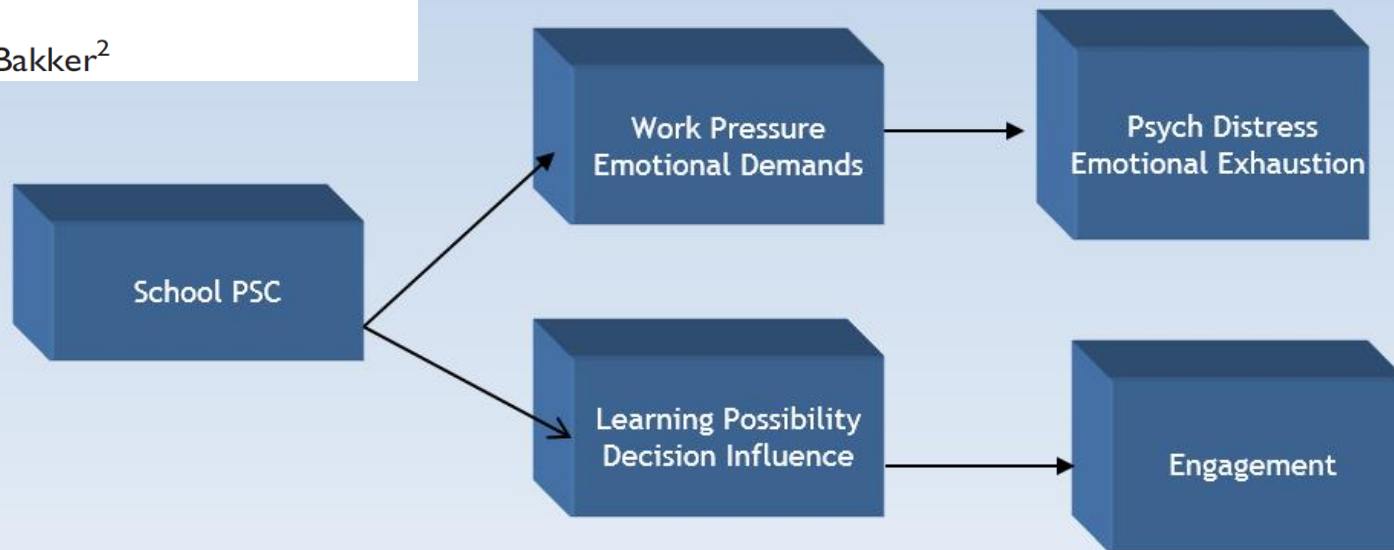 Bakker²
Work Pressure
Emotional Demands
Psych Distress
Emotional Exhaustion
School PSC
Learning Possibility
Decision Influence
Engagement